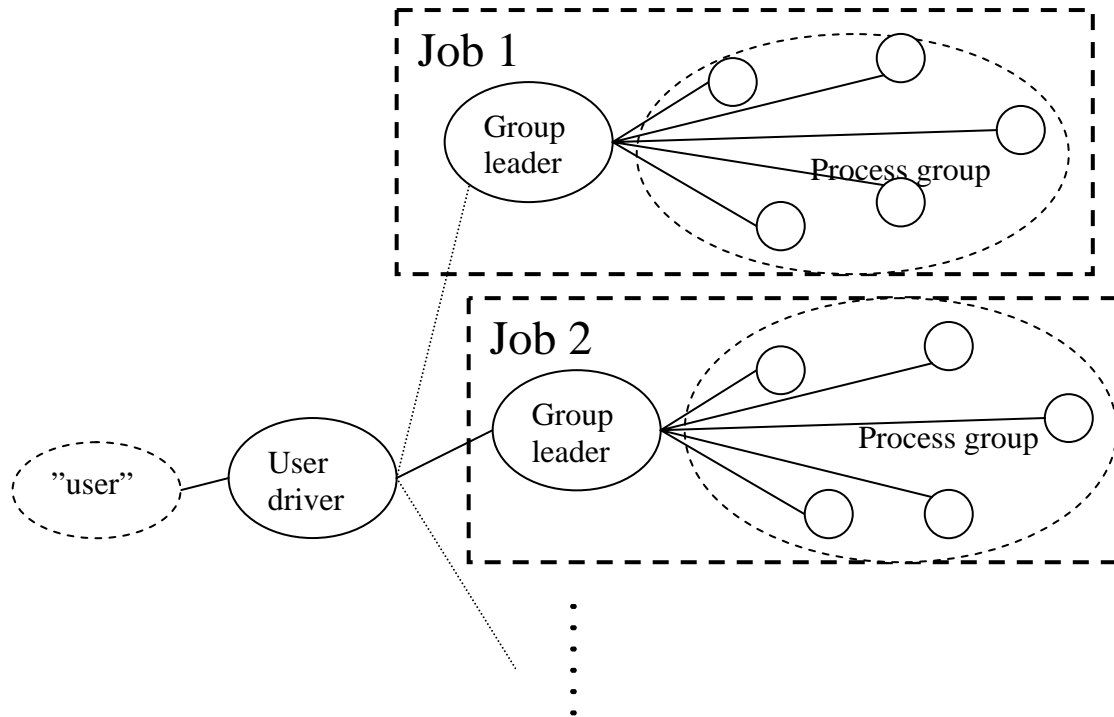 Job 1
Group
leader
Process group
Job 2
Group
leader
Process group
”user”
User
driver